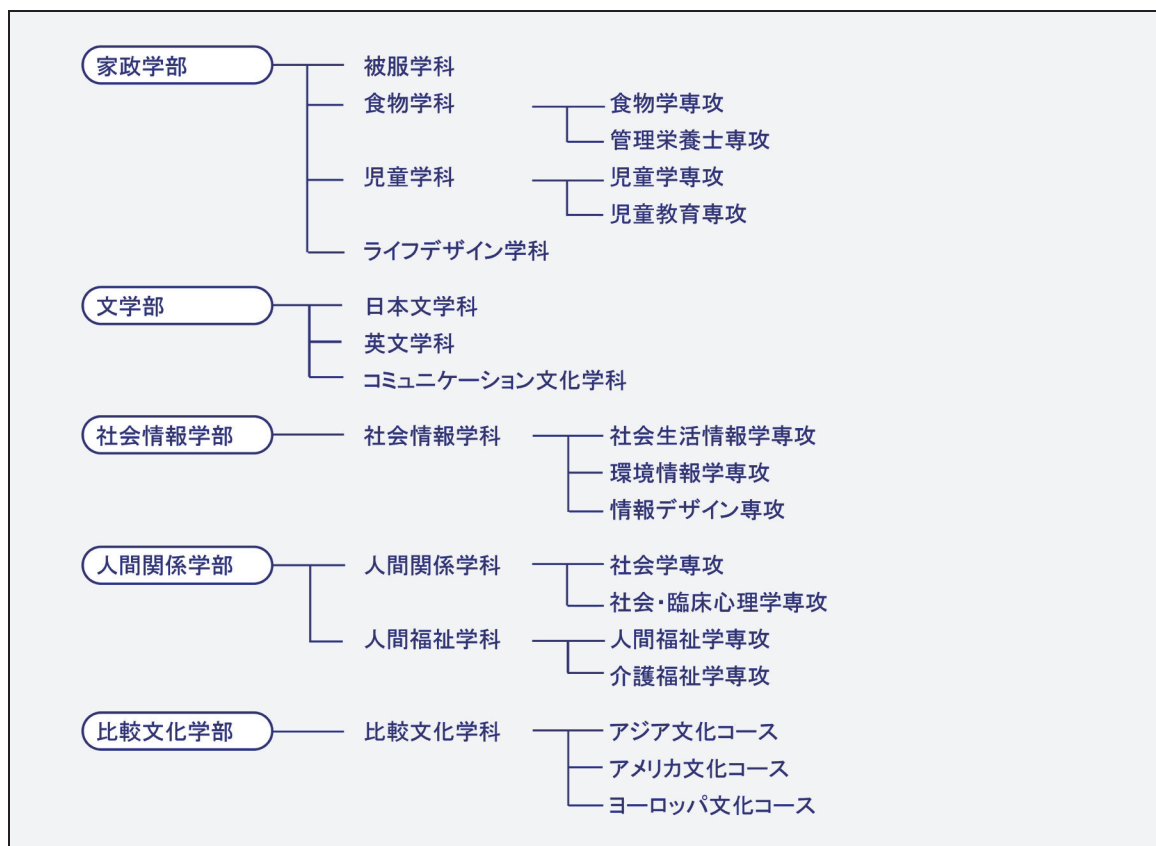 家政学部 被服学科
食物学科 食物学専攻
管理栄養士専攻
児童学科 児童学専攻
児童教育専攻
ライフデザイン学科
文学部 日本文学科
英文学科
コミュニケーション文化学科
社会情報学部 社会情報学科 社会生活情報学専攻
環境情報学専攻
情報デザイン専攻
人間関係学部 人間関係学科 社会学専攻
社会・臨床心理学専攻
人間福祉学科 人間福祉学専攻
介護福祉学専攻
比較文化学部 比較文化学科 アジア文化コース
アメリカ文化コース
ヨーロッパ文化コース